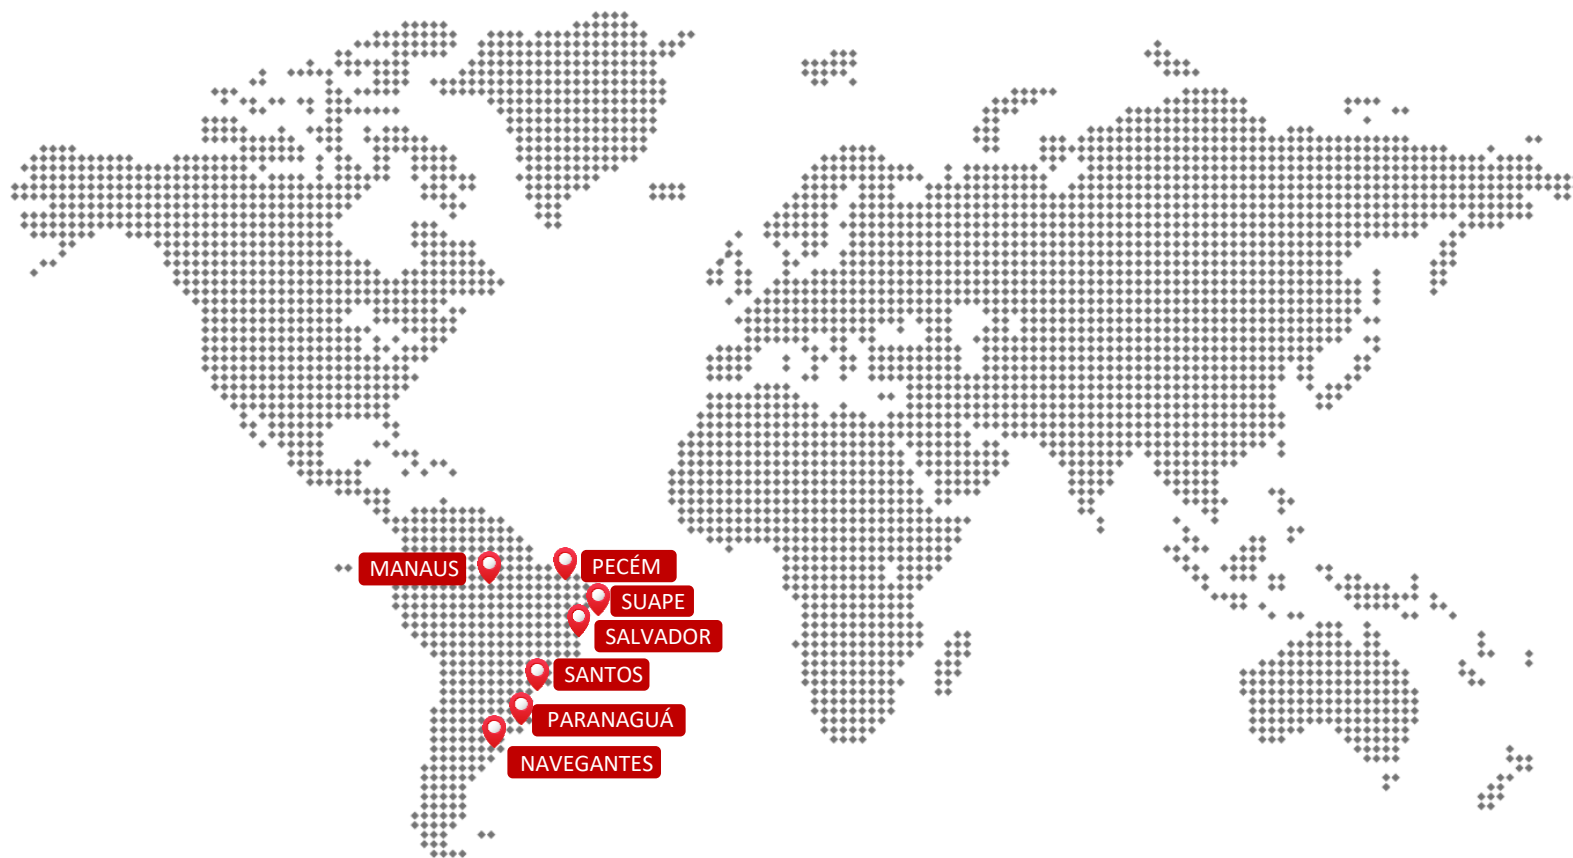 MANAUS
PECÉM
SUAPE
SALVADOR
SANTOS
PARANAGUÁ
NAVEGANTES